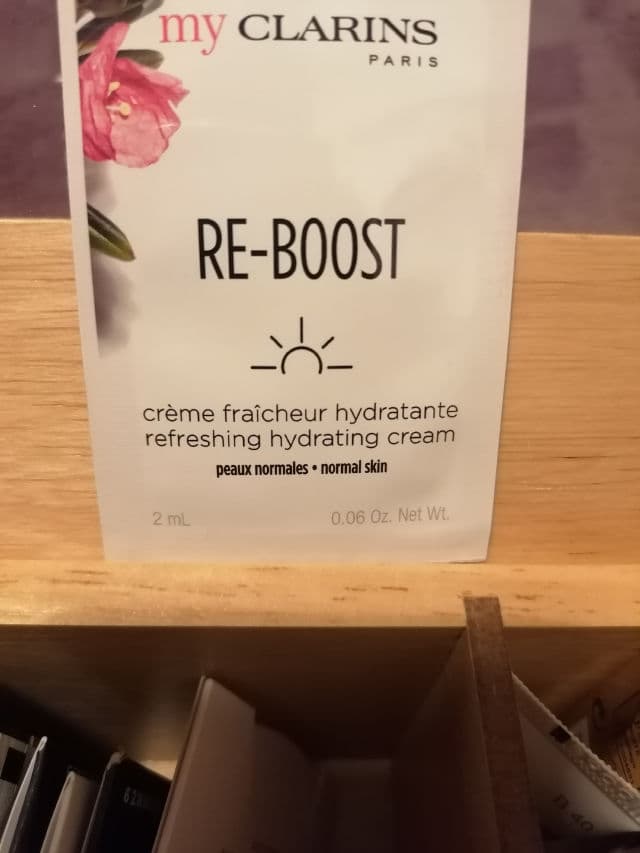 my CLARINS
PARIS
RE-BOOST
crème fraîcheur hydratante
refreshing hydrating cream
peaux normales • normal skin
2 mL
0.06 Oz. Net Wt.